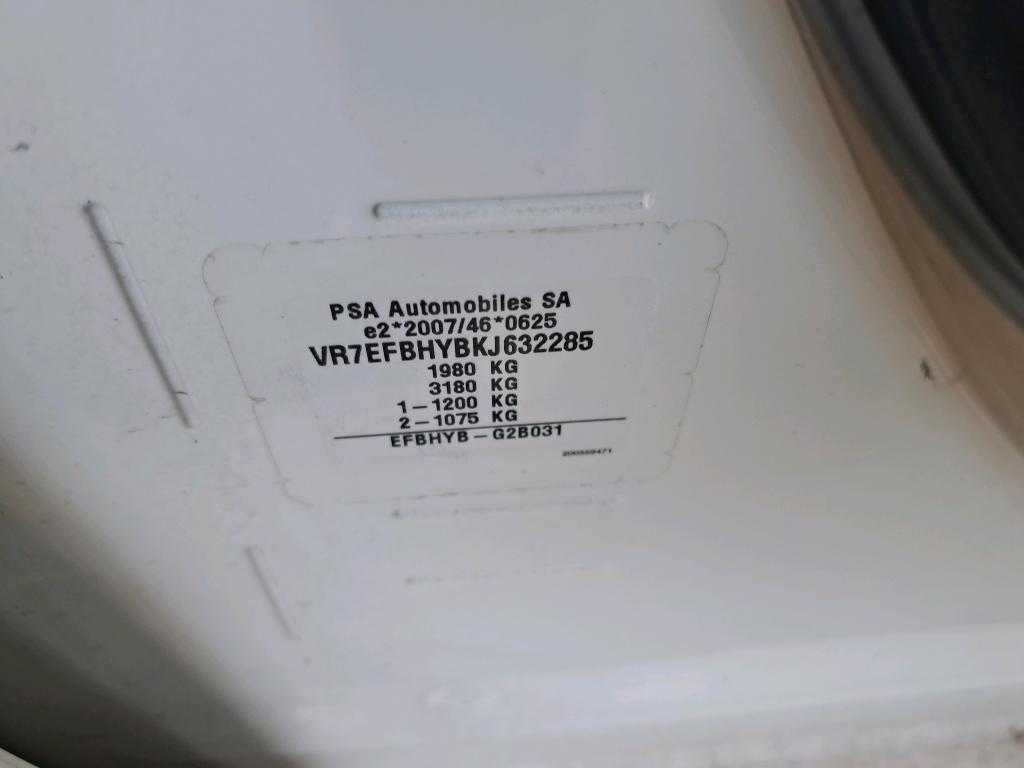 PSA Automobiles SA
e2*2007/46*0625
VR7EFBHYBKJ632285
1980 KG
3180 KG
1-1200 KG
2-1075 KG
EFBHYB-G2B031